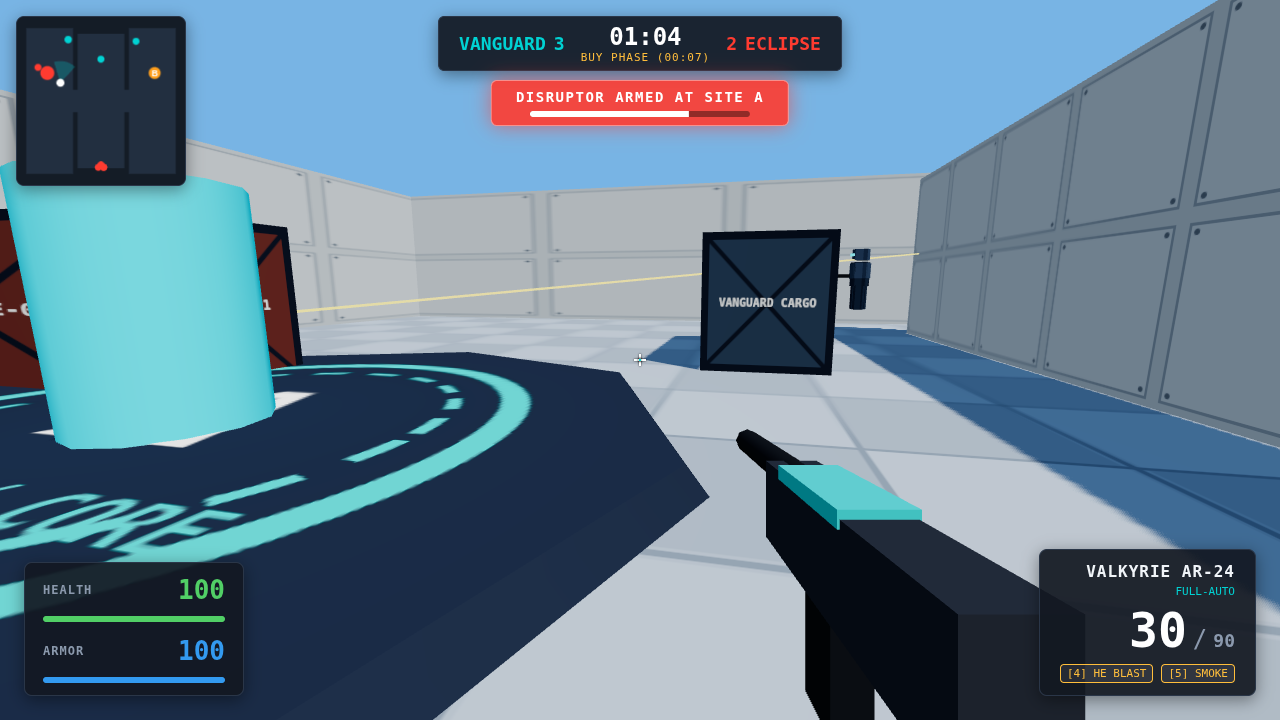 VANGUARD 3
01:04
BUY PHASE (00:07)
2 ECLIPSE
DISRUPTOR ARMED AT SITE A
B
VANGUARD CARGO
CORE
HEALTH 100
ARMOR 100
VALKYRIE AR-24
FULL-AUTO
30 / 90
[4] HE BLAST [5] SMOKE